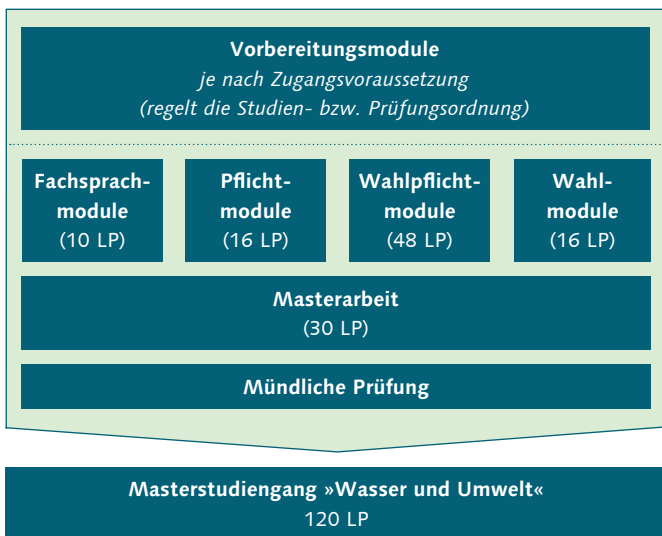 Vorbereitungsmodule
je nach Zugangsvoraussetzung
(regelt die Studien- bzw. Prüfungsordnung)
Fachsprach-
module
(10 LP)
Pflicht-
module
(16 LP)
Wahlpflicht-
module
(48 LP)
Wahl-
module
(16 LP)
Masterarbeit
(30 LP)
Mündliche Prüfung
Masterstudiengang »Wasser und Umwelt«
120 LP